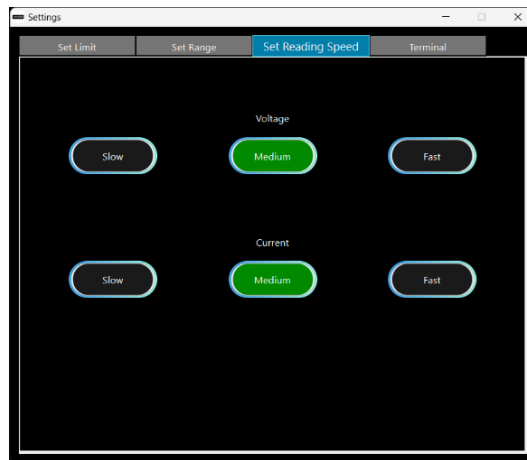 Settings
Set Limit Set Range Set Reading Speed Terminal
Voltage
Slow Medium Fast
Current
Slow Medium Fast